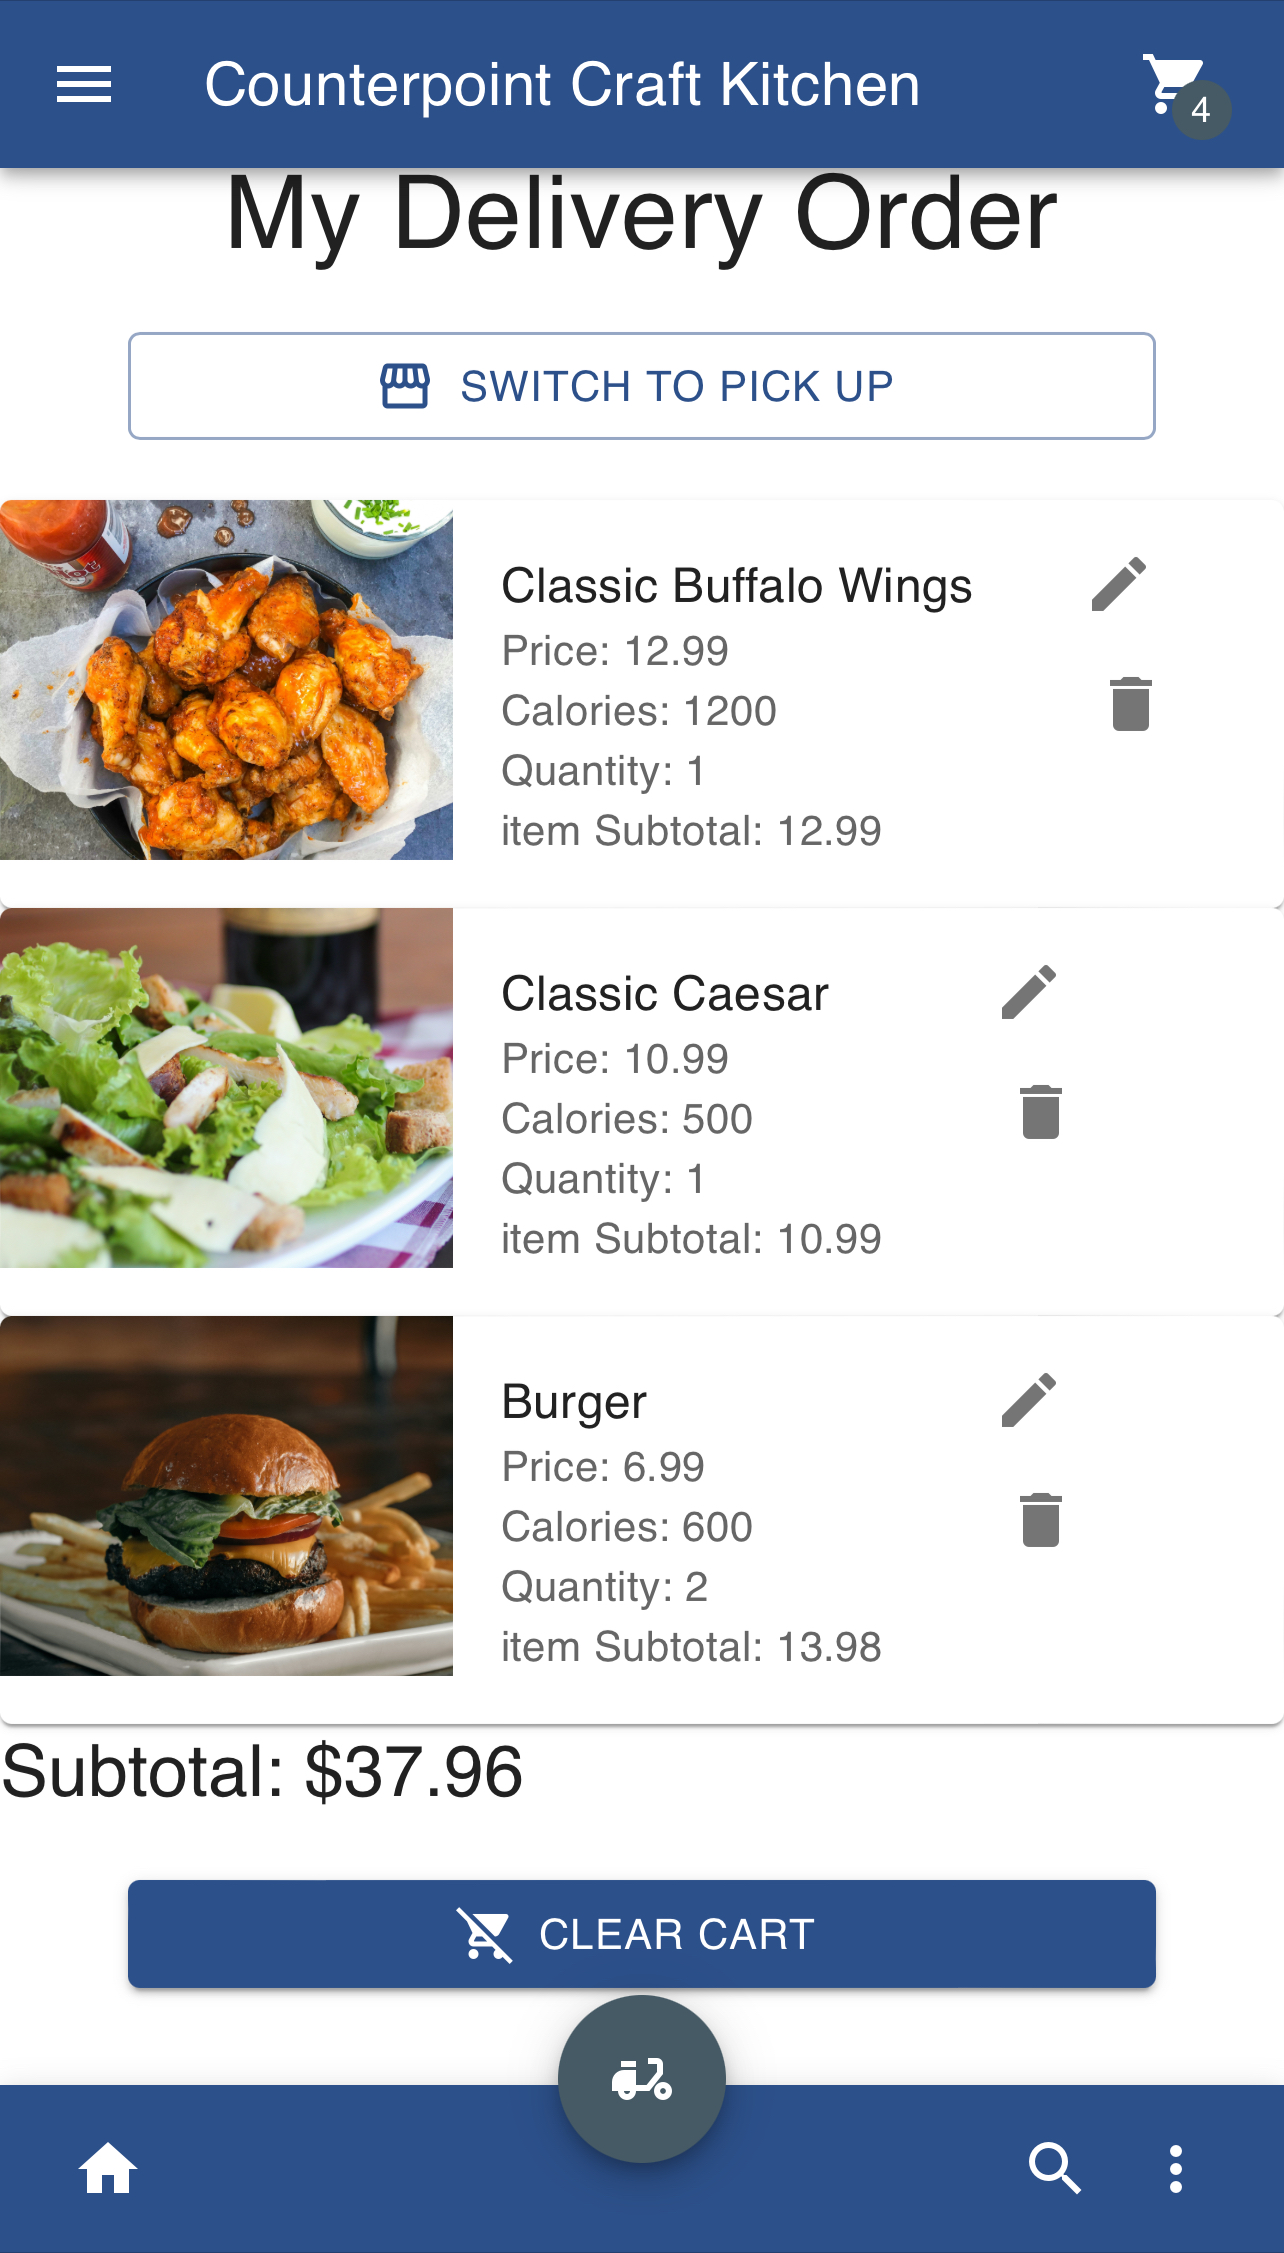 Counterpoint Craft Kitchen
4
My Delivery Order
SWITCH TO PICK UP
Classic Buffalo Wings
Price: 12.99
Calories: 1200
Quantity: 1
item Subtotal: 12.99
Classic Caesar
Price: 10.99
Calories: 500
Quantity: 1
item Subtotal: 10.99
Burger
Price: 6.99
Calories: 600
Quantity: 2
item Subtotal: 13.98
Subtotal: $37.96
CLEAR CART